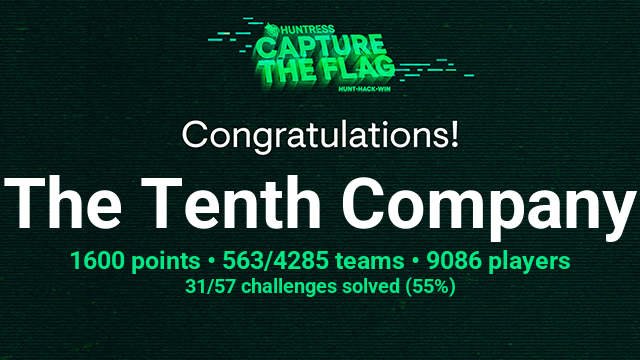 HUNTRESS
CAPTURE
THE FLAG
HUNT•HACK•WIN
Congratulations!
The Tenth Company
1600 points • 563/4285 teams • 9086 players
31/57 challenges solved (55%)